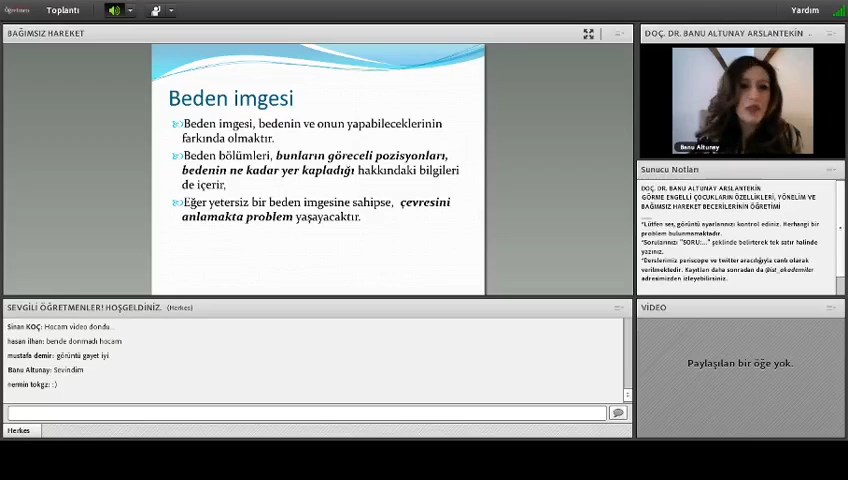 Öğretmen
Toplantı
Yardım
BAĞIMSIZ HAREKET
Beden imgesi
Beden imgesi, bedenin ve onun yapabileceklerinin
farkında olmaktır.
Beden bölümleri, bunların göreceli pozisyonları,
bedenin ne kadar yer kapladığı hakkındaki bilgileri
de içerir,
Eğer yetersiz bir beden imgesine sahipse, çevresini
anlamakta problem yaşayacaktır.
DOÇ. DR. BANU ALTUNAY ARSLANTEKİN ..
Banu Altunay
Sunucu Notları
DOÇ. DR. BANU ALTUNAY ARSLANTEKİN
GÖRME ENGELLİ ÇOCUKLARIN ÖZELLİKLERİ, YÖNELİM VE
BAĞIMSIZ HAREKET BECERİLERİNİN ÖĞRETİMİ
*Lütfen ses, görüntü ayarlarınızı kontrol ediniz. Herhangi bir
problem bulunmamaktadır.
*Sorularınızı "SORU:..." şeklinde belirterek tek satır halinde
yazınız.
*Derslerimiz periscope ve twitter aracılığıyla canlı olarak
verilmektedir. Kayıtları daha sonradan da @ist_akademiler
adresimizden izleyebilirsiniz.
SEVGİLİ ÖĞRETMENLER! HOŞGELDİNİZ. (Herkes)
Sinan KOÇ: Hocam video dondu..
hasan ilhan: bende donmadı hocam
mustafa demir: görüntü gayet iyi
Banu Altunay: Sevindim
nermin tokgz: :)
Herkes
VİDEO
Paylaşılan bir öğe yok.